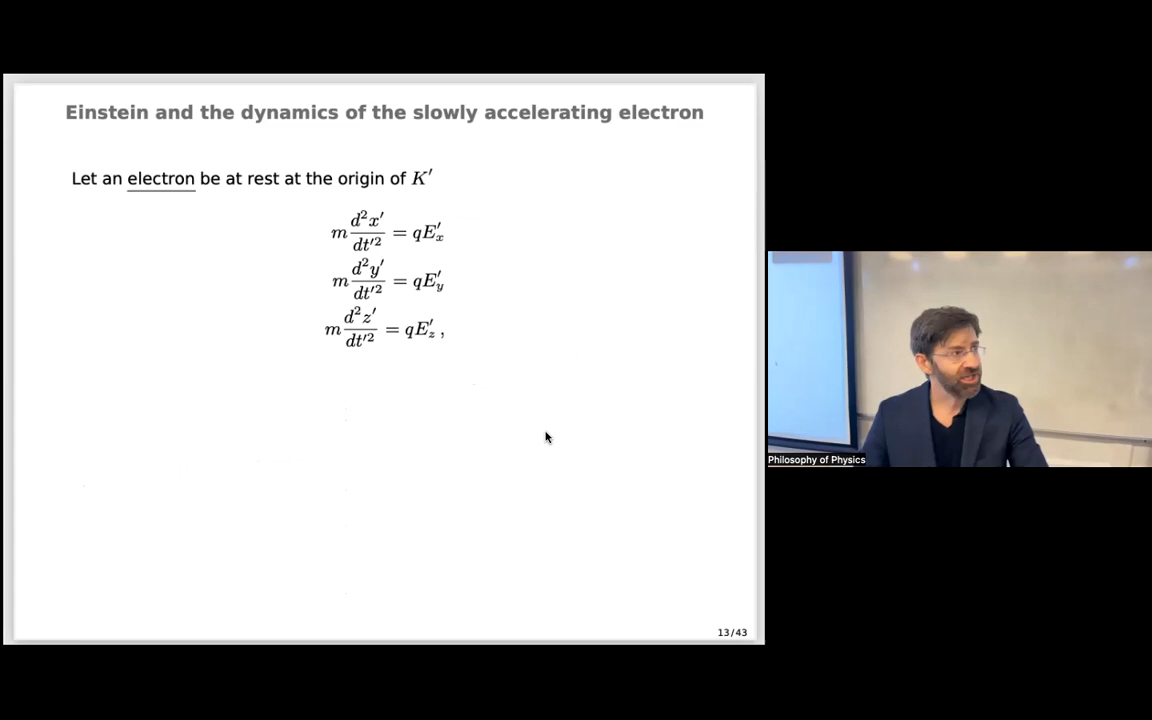 Einstein and the dynamics of the slowly accelerating electron
Let an electron be at rest at the origin of K′
m d²x′/dt′² = qE′ₓ
m d²y′/dt′² = qE′_y
m d²z′/dt′² = qE′_z ,
Philosophy of Physics
13/43